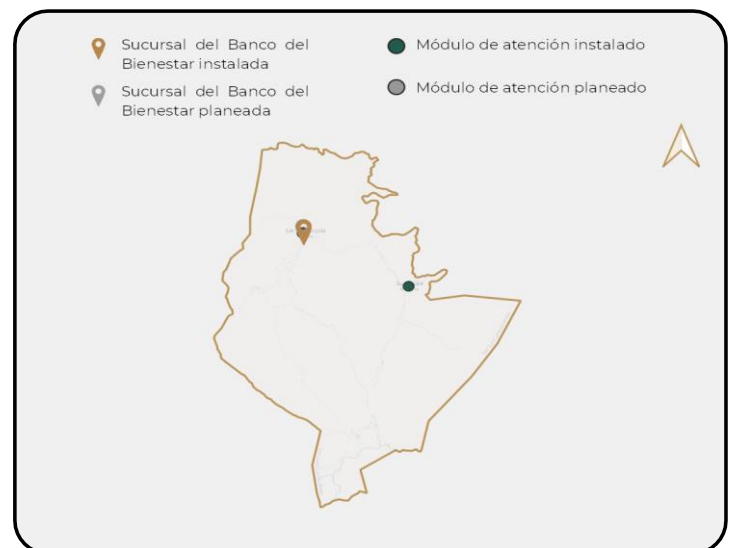 Sucursal del Banco del
Bienestar instalada
Sucursal del Banco del
Bienestar planeada
Módulo de atención instalado
Módulo de atención planeado